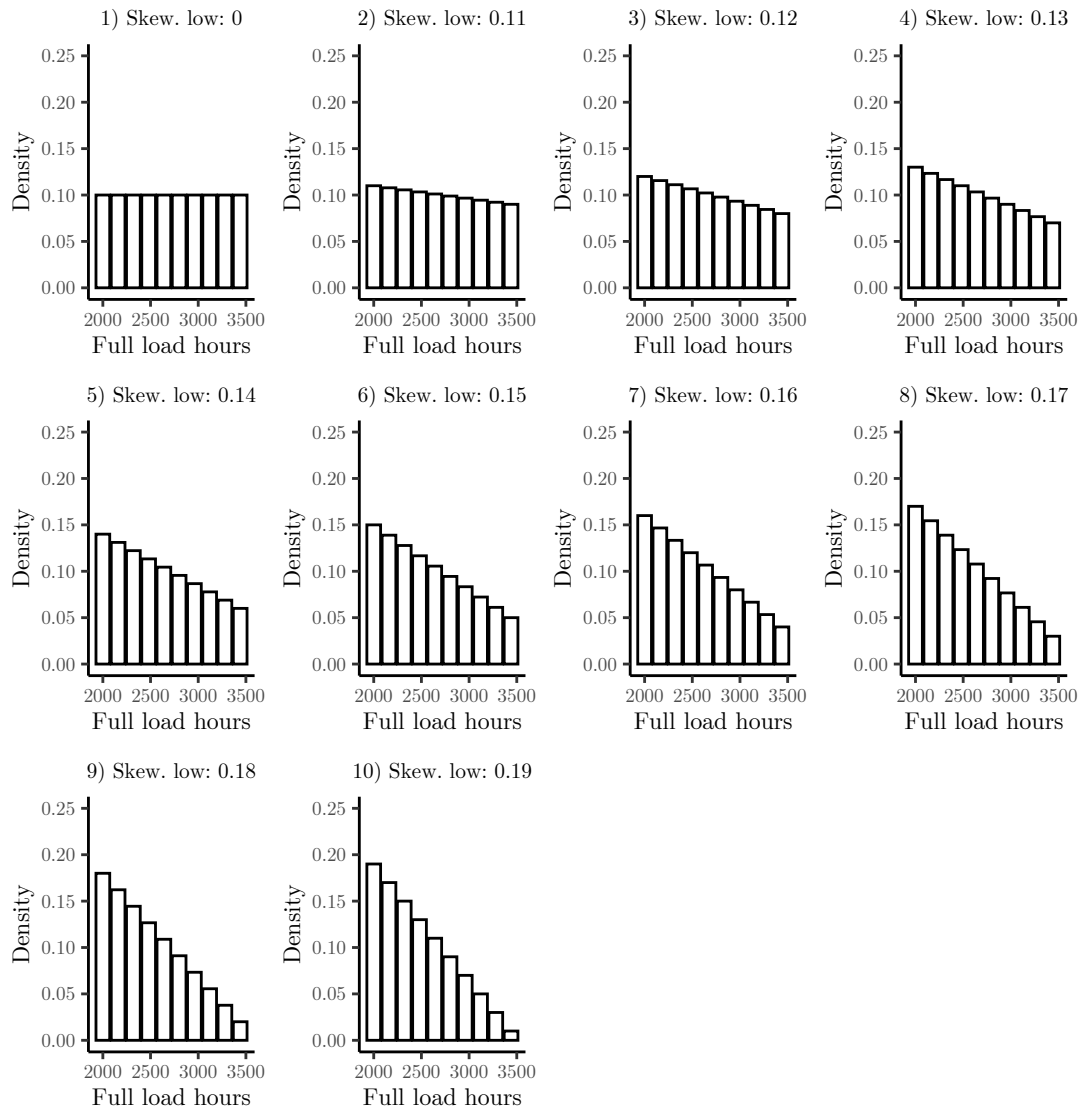 1) Skew. low: 0
0.25
0.20
0.15
0.10
0.05
0.00
Density
2000 2500 3000 3500
Full load hours
2) Skew. low: 0.11
0.25
0.20
0.15
0.10
0.05
0.00
Density
2000 2500 3000 3500
Full load hours
3) Skew. low: 0.12
0.25
0.20
0.15
0.10
0.05
0.00
Density
2000 2500 3000 3500
Full load hours
4) Skew. low: 0.13
0.25
0.20
0.15
0.10
0.05
0.00
Density
2000 2500 3000 3500
Full load hours
5) Skew. low: 0.14
0.25
0.20
0.15
0.10
0.05
0.00
Density
2000 2500 3000 3500
Full load hours
6) Skew. low: 0.15
0.25
0.20
0.15
0.10
0.05
0.00
Density
2000 2500 3000 3500
Full load hours
7) Skew. low: 0.16
0.25
0.20
0.15
0.10
0.05
0.00
Density
2000 2500 3000 3500
Full load hours
8) Skew. low: 0.17
0.25
0.20
0.15
0.10
0.05
0.00
Density
2000 2500 3000 3500
Full load hours
9) Skew. low: 0.18
0.25
0.20
0.15
0.10
0.05
0.00
Density
2000 2500 3000 3500
Full load hours
10) Skew. low: 0.19
0.25
0.20
0.15
0.10
0.05
0.00
Density
2000 2500 3000 3500
Full load hours